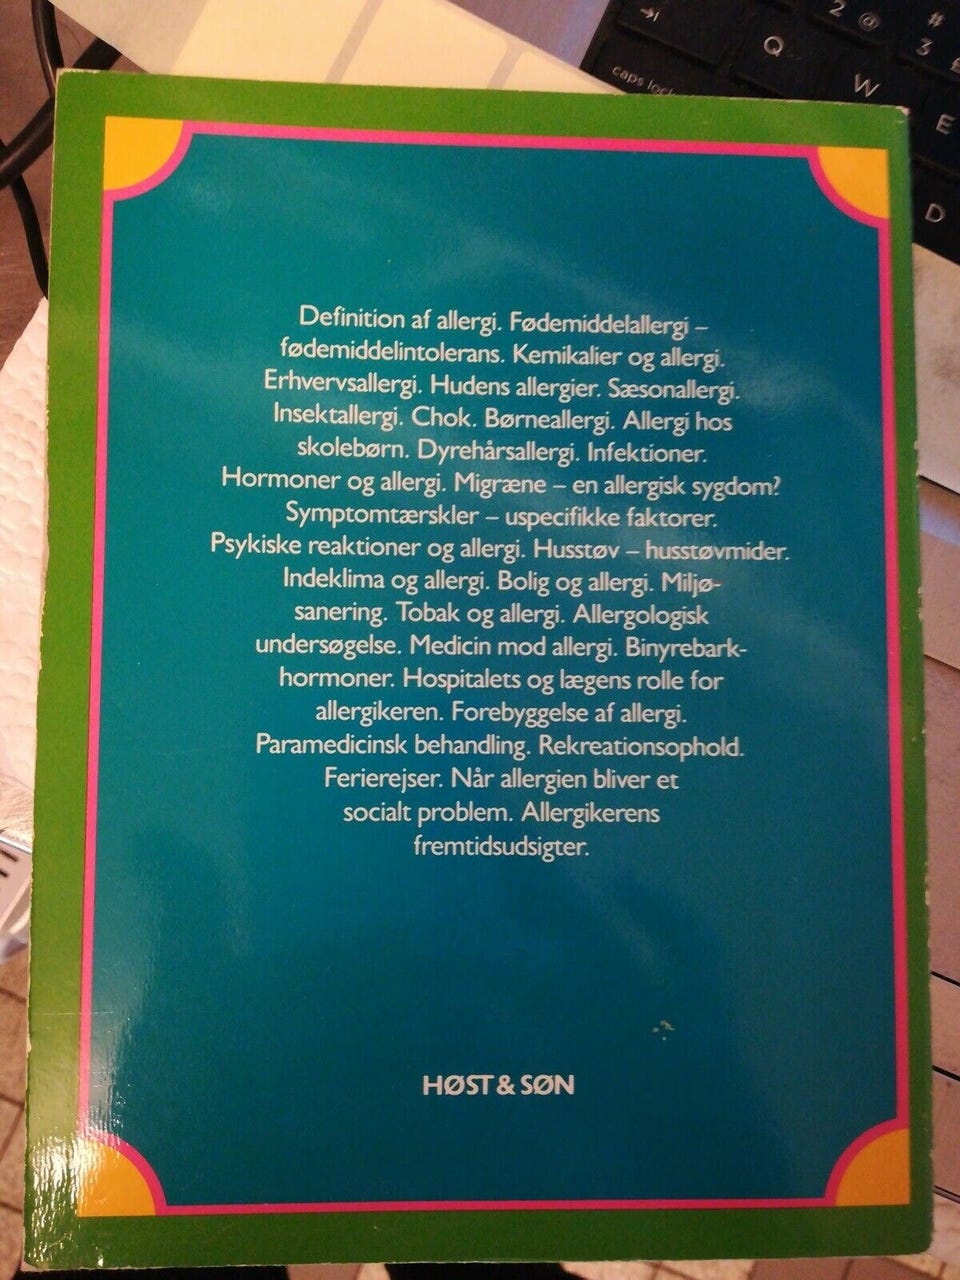 2 @
#
3 £
Q
W
E
D
caps lock
Definition af allergi. Fødemiddelallergi –
fødemiddelintolerans. Kemikalier og allergi.
Erhvervsallergi. Hudens allergier. Sæsonallergi.
Insektallergi. Chok. Børneallergi. Allergi hos
skolebørn. Dyrehårsallergi. Infektioner.
Hormoner og allergi. Migræne – en allergisk sygdom?
Symptomtærskler – uspecifikke faktorer.
Psykiske reaktioner og allergi. Husstøv – husstøvmider.
Indeklima og allergi. Bolig og allergi. Miljø-
sanering. Tobak og allergi. Allergologisk
undersøgelse. Medicin mod allergi. Binyrebark-
hormoner. Hospitalets og lægens rolle for
allergikeren. Forebyggelse af allergi.
Paramedicinsk behandling. Rekreationsophold.
Ferierejser. Når allergien bliver et
socialt problem. Allergikerens
fremtidsudsigter.
HØST & SØN